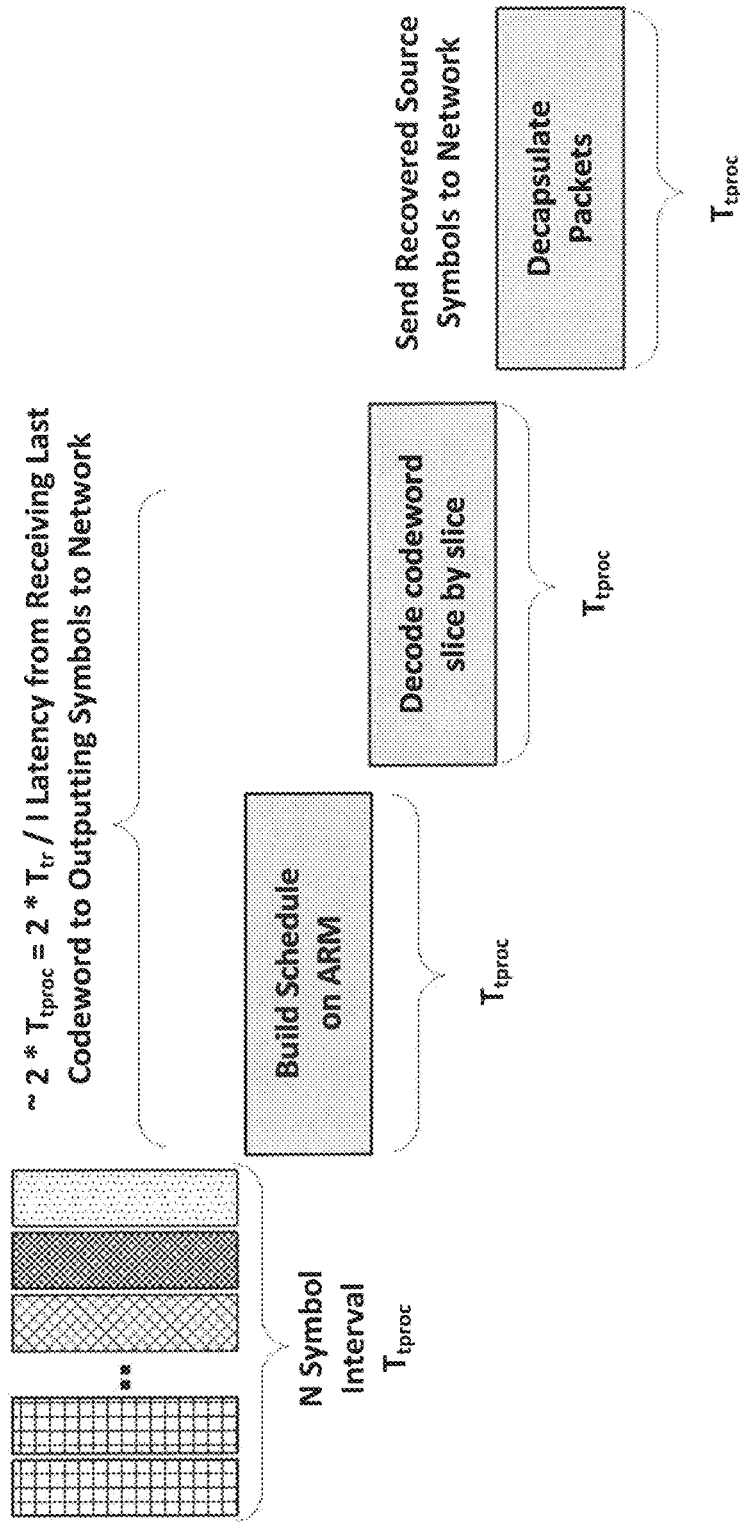 ~ 2 * T_tproc = 2 * T_tr / I Latency from Receiving Last
Codeword to Outputting Symbols to Network
N Symbol
Interval
T_tproc
Build Schedule
on ARM
T_tproc
Decode codeword
slice by slice
T_tproc
Send Recovered Source
Symbols to Network
Decapsulate
Packets
T_tproc